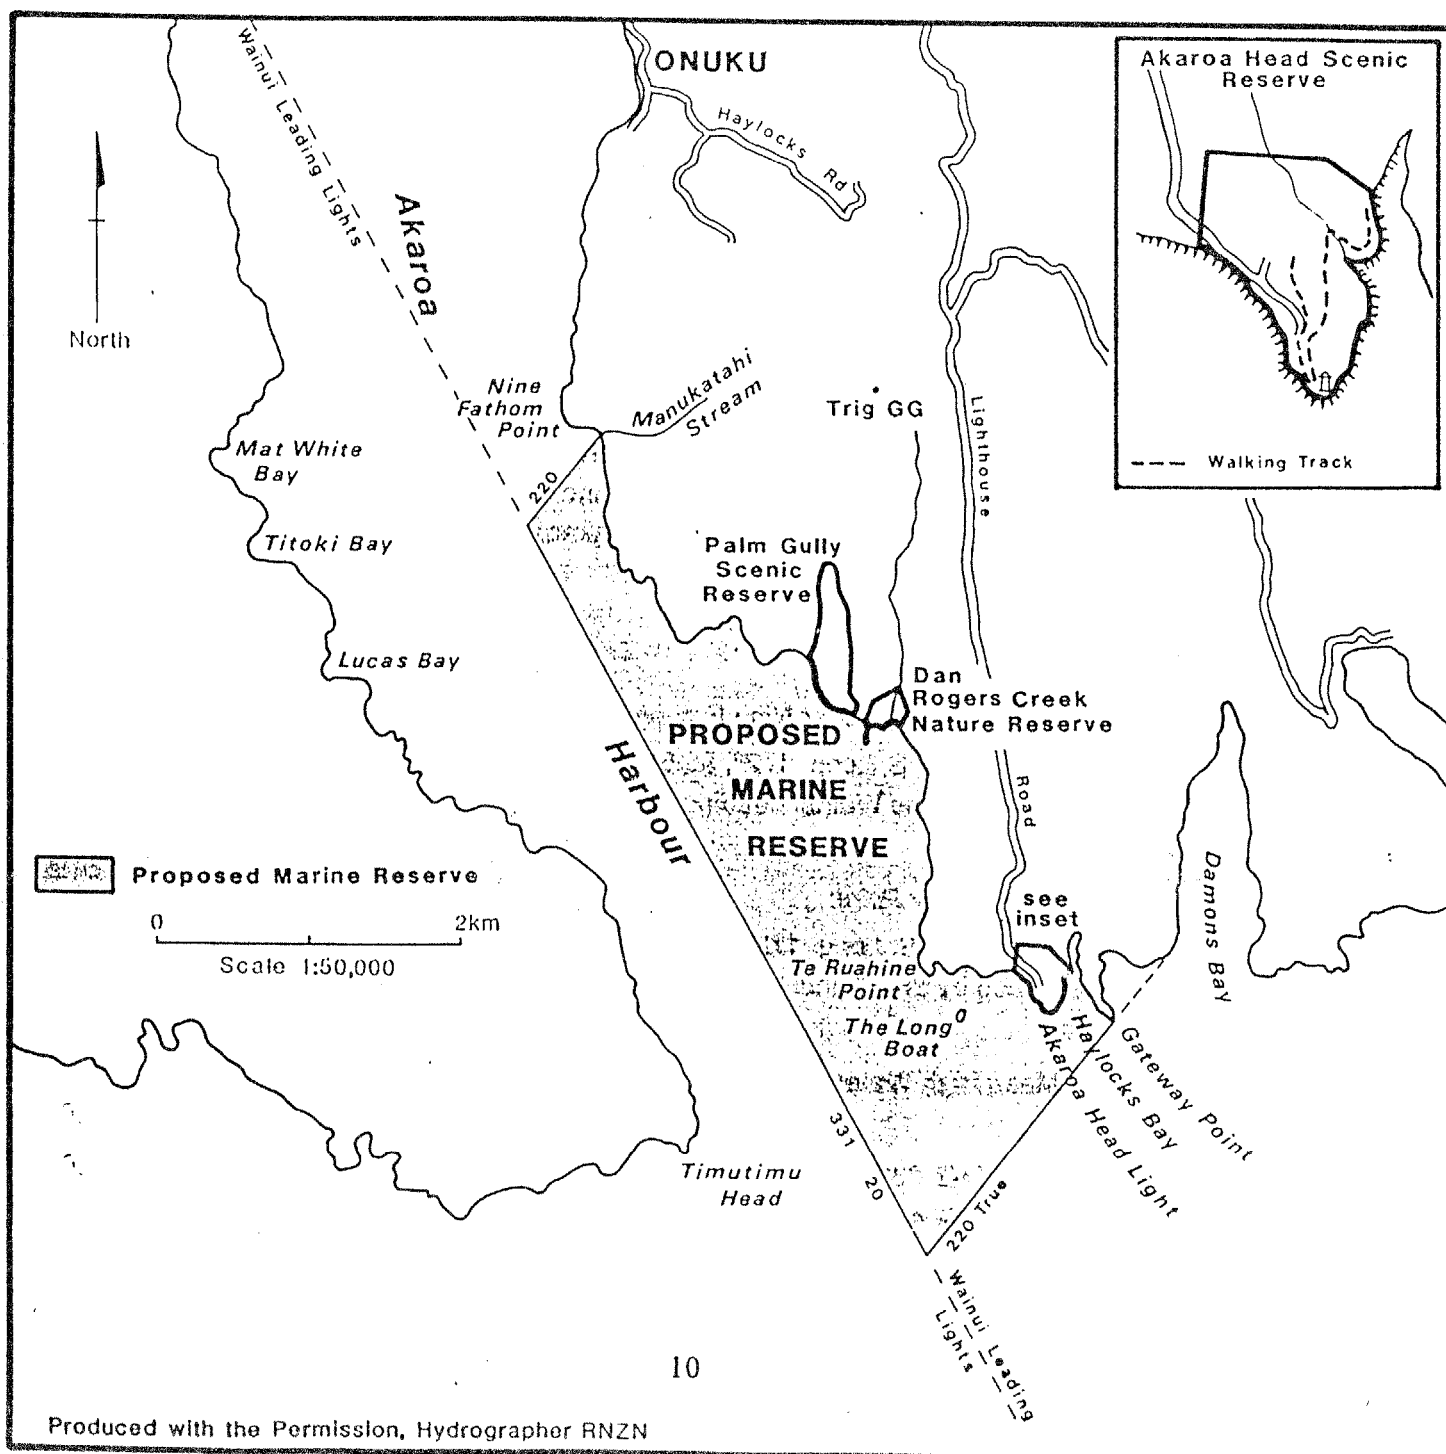 Wainui Leading Lights
ONUKU
Haylocks Rd
Akaroa
North
Nine
Fathom
Point
Manukatahi
Stream
Trig GG
Lighthouse
Akaroa Head Scenic
Reserve
Walking Track
Mat White
Bay
220
Titoki Bay
Palm Gully
Scenic
Reserve
Lucas Bay
Dan
Rogers Creek
Nature Reserve
PROPOSED
MARINE
RESERVE
Harbour
Road
Proposed Marine Reserve
0 2km
Scale 1:50,000
see
inset
Damons Bay
Te Ruahine
Point
The Long
Boat
Gateway Point
Haylocks Bay
Akaroa Head Light
331 20
220 True
Timutimu
Head
Wainui Leading
Lights
10
Produced with the Permission, Hydrographer RNZN